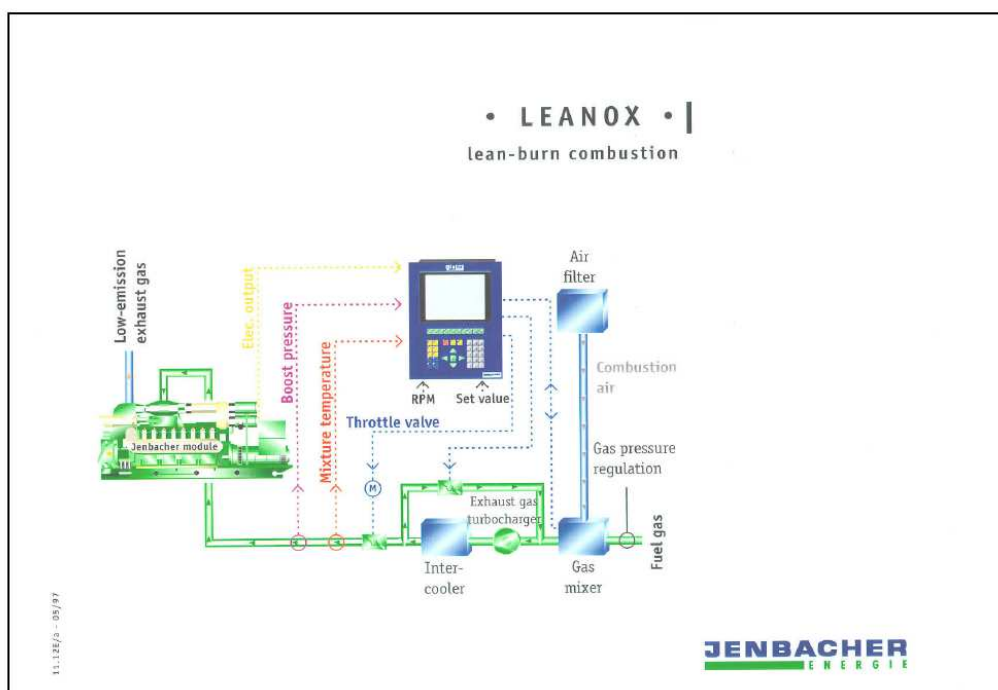 • LEANOX •
lean-burn combustion
Low-emission
exhaust gas
Elec. output
Boost pressure
Mixture temperature
Air
filter
Combustion
air
RPM
Set value
Throttle valve
Gas pressure
regulation
Jenbacher module
M
Exhaust gas
turbocharger
Inter-
cooler
Gas
mixer
Fuel gas
11.12E/a - 05/97
JENBACHER
ENERGIE